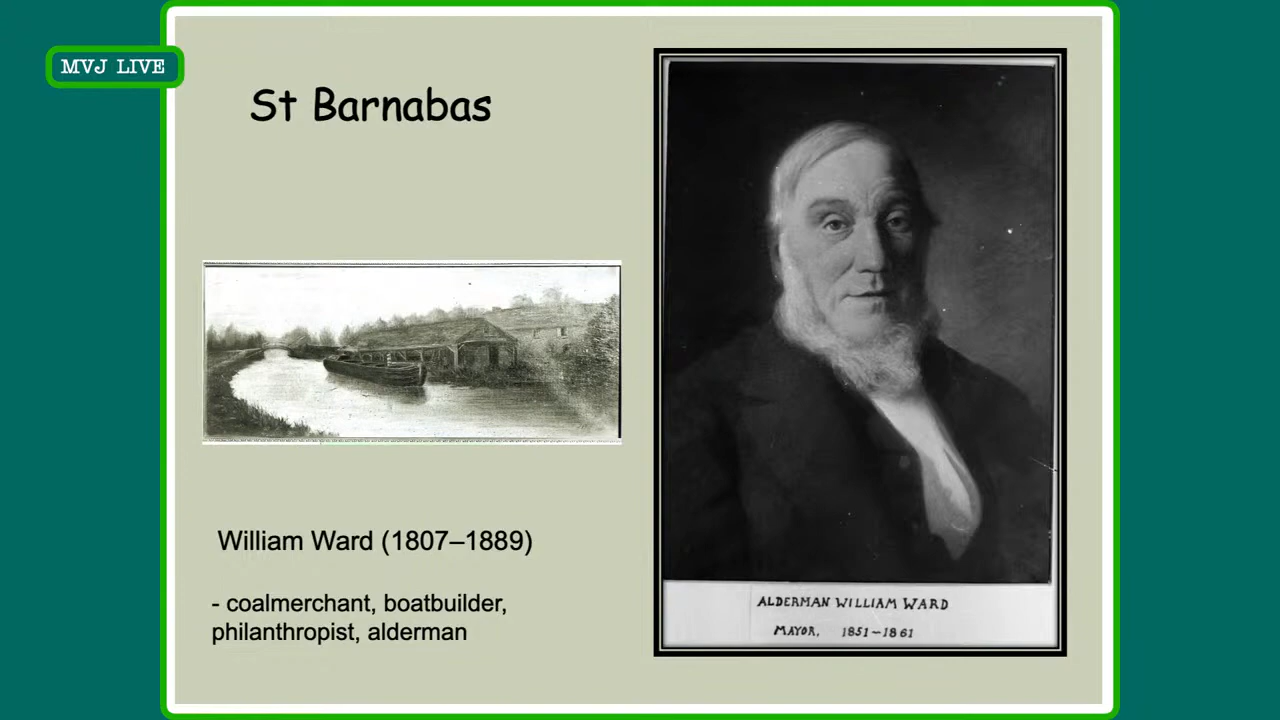 MVJ LIVE
St Barnabas
William Ward (1807–1889)
- coalmerchant, boatbuilder,
philanthropist, alderman
ALDERMAN WILLIAM WARD
MAYOR, 1851–1861